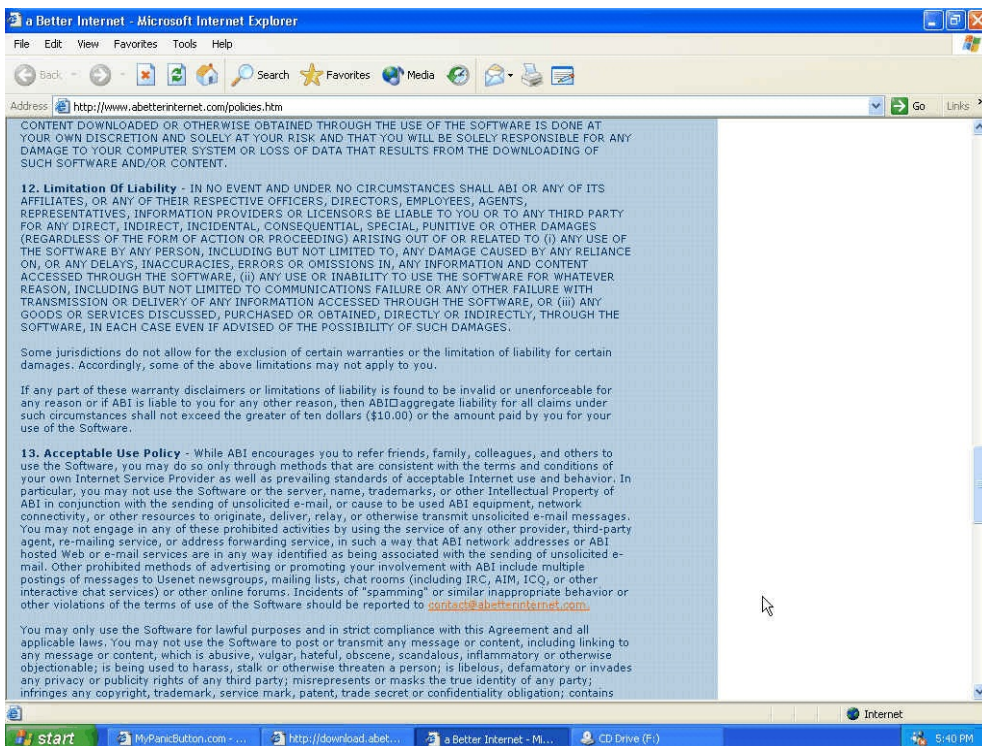 a Better Internet - Microsoft Internet Explorer
File Edit View Favorites Tools Help
Back Search Favorites Media
Address http://www.abetterinternet.com/policies.htm Go Links
CONTENT DOWNLOADED OR OTHERWISE OBTAINED THROUGH THE USE OF THE SOFTWARE IS DONE AT
YOUR OWN DISCRETION AND SOLELY AT YOUR RISK AND THAT YOU WILL BE SOLELY RESPONSIBLE FOR ANY
DAMAGE TO YOUR COMPUTER SYSTEM OR LOSS OF DATA THAT RESULTS FROM THE DOWNLOADING OF
SUCH SOFTWARE AND/OR CONTENT.
12. Limitation Of Liability - IN NO EVENT AND UNDER NO CIRCUMSTANCES SHALL ABI OR ANY OF ITS
AFFILIATES, OR ANY OF THEIR RESPECTIVE OFFICERS, DIRECTORS, EMPLOYEES, AGENTS,
REPRESENTATIVES, INFORMATION PROVIDERS OR LICENSORS BE LIABLE TO YOU OR TO ANY THIRD PARTY
FOR ANY DIRECT, INDIRECT, INCIDENTAL, CONSEQUENTIAL, SPECIAL, PUNITIVE OR OTHER DAMAGES
(REGARDLESS OF THE FORM OF ACTION OR PROCEEDING) ARISING OUT OF OR RELATED TO (i) ANY USE OF
THE SOFTWARE BY ANY PERSON, INCLUDING BUT NOT LIMITED TO, ANY DAMAGE CAUSED BY ANY RELIANCE
ON, OR ANY DELAYS, INACCURACIES, ERRORS OR OMISSIONS IN, ANY INFORMATION AND CONTENT
ACCESSED THROUGH THE SOFTWARE, (ii) ANY USE OR INABILITY TO USE THE SOFTWARE FOR WHATEVER
REASON, INCLUDING BUT NOT LIMITED TO COMMUNICATIONS FAILURE OR ANY OTHER FAILURE WITH
TRANSMISSION OR DELIVERY OF ANY INFORMATION ACCESSED THROUGH THE SOFTWARE, OR (iii) ANY
GOODS OR SERVICES DISCUSSED, PURCHASED OR OBTAINED, DIRECTLY OR INDIRECTLY, THROUGH THE
SOFTWARE, IN EACH CASE EVEN IF ADVISED OF THE POSSIBILITY OF SUCH DAMAGES.
Some jurisdictions do not allow for the exclusion of certain warranties or the limitation of liability for certain
damages. Accordingly, some of the above limitations may not apply to you.
If any part of these warranty disclaimers or limitations of liability is found to be invalid or unenforceable for
any reason or if ABI is liable to you for any other reason, then ABI□aggregate liability for all claims under
such circumstances shall not exceed the greater of ten dollars ($10.00) or the amount paid by you for your
use of the Software.
13. Acceptable Use Policy - While ABI encourages you to refer friends, family, colleagues, and others to
use the Software, you may do so only through methods that are consistent with the terms and conditions of
your own Internet Service Provider as well as prevailing standards of acceptable Internet use and behavior. In
particular, you may not use the Software or the server, name, trademarks, or other Intellectual Property of
ABI in conjunction with the sending of unsolicited e-mail, or cause to be used ABI equipment, network
connectivity, or other resources to originate, deliver, relay, or otherwise transmit unsolicited e-mail messages.
You may not engage in any of these prohibited activities by using the service of any other provider, third-party
agent, re-mailing service, or address forwarding service, in such a way that ABI network addresses or ABI
hosted Web or e-mail services are in any way identified as being associated with the sending of unsolicited e-
mail. Other prohibited methods of advertising or promoting your involvement with ABI include multiple
postings of messages to Usenet newsgroups, mailing lists, chat rooms (including IRC, AIM, ICQ, or other
interactive chat services) or other online forums. Incidents of "spamming" or similar inappropriate behavior or
other violations of the terms of use of the Software should be reported to contact@abetterinternet.com.
You may only use the Software for lawful purposes and in strict compliance with this Agreement and all
applicable laws. You may not use the Software to post or transmit any message or content, including linking to
any message or content, which is abusive, vulgar, hateful, obscene, scandalous, inflammatory or otherwise
objectionable; is being used to harass, stalk or otherwise threaten a person; is libelous, defamatory or invades
any privacy or publicity rights of any third party; misrepresents or masks the true identity of any party;
infringes any copyright, trademark, service mark, patent, trade secret or confidentiality obligation; contains
Internet
start MyPanicButton.com - ... http://download.abet... a Better Internet - Mi... CD Drive (F:) 5:40 PM